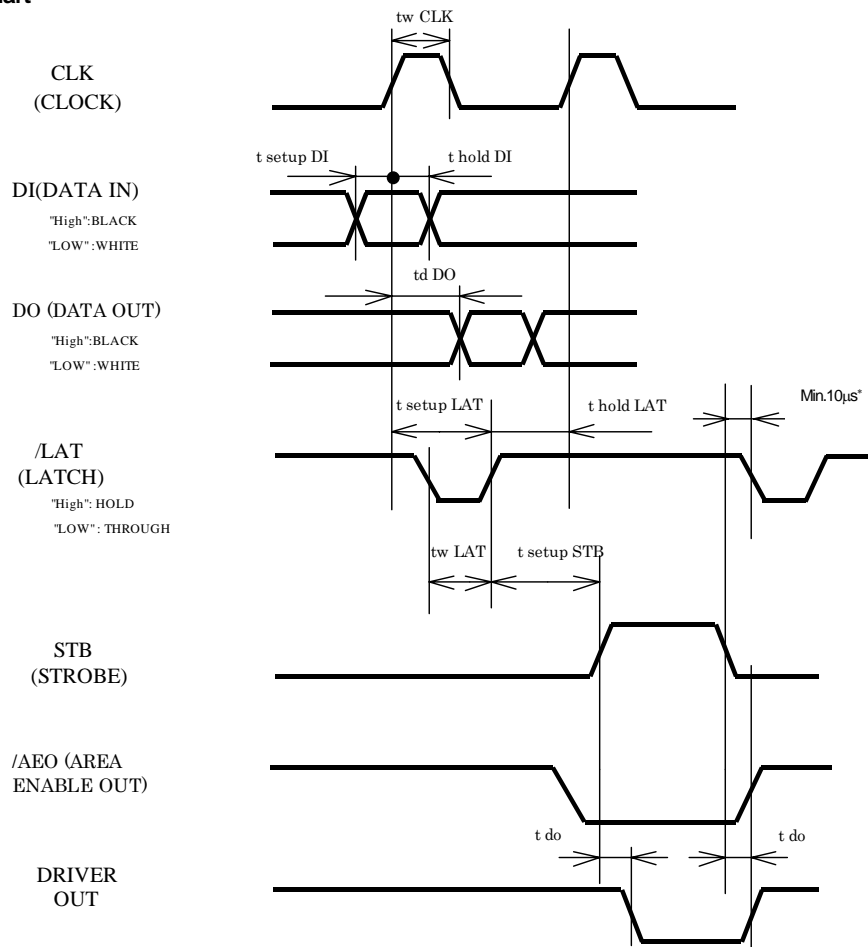 tw CLK
CLK
(CLOCK)
t setup DI
t hold DI
DI(DATA IN)
"High":BLACK
"LOW" :WHITE
td DO
DO (DATA OUT)
"High":BLACK
"LOW" :WHITE
Min.10μs*
t setup LAT
t hold LAT
/LAT
(LATCH)
"High": HOLD
"LOW" : THROUGH
tw LAT
t setup STB
STB
(STROBE)
/AEO (AREA
ENABLE OUT)
t do
t do
DRIVER
OUT